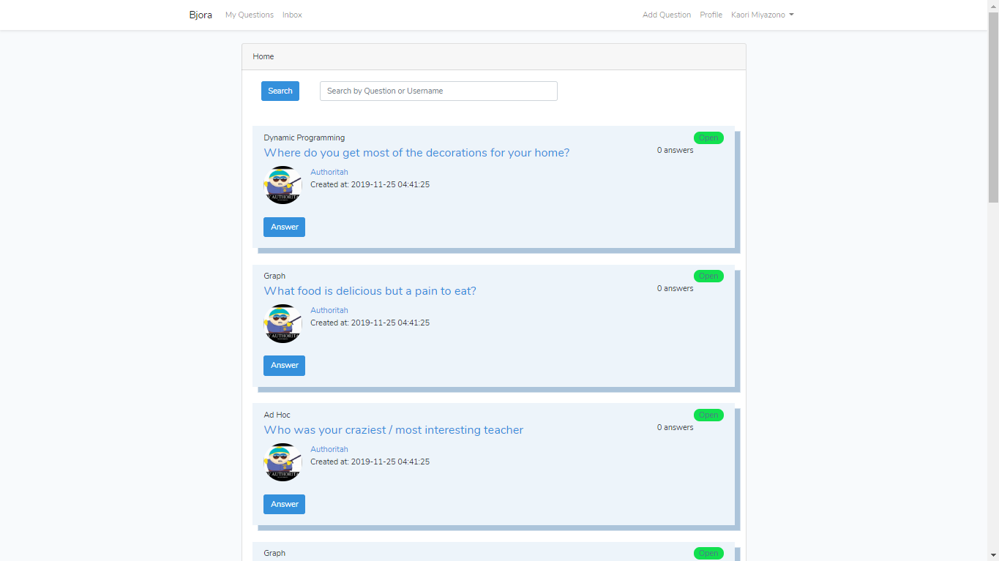 Bjora My Questions Inbox Add Question Profile Kaori Miyazono
Home
Search Search by Question or Username
Dynamic Programming Open
Where do you get most of the decorations for your home? 0 answers
Authoritah
Created at: 2019-11-25 04:41:25
Y AUTHORITA
Answer
Graph Open
What food is delicious but a pain to eat? 0 answers
Authoritah
Created at: 2019-11-25 04:41:25
Y AUTHORITA
Answer
Ad Hoc Open
Who was your craziest / most interesting teacher 0 answers
Authoritah
Created at: 2019-11-25 04:41:25
Y AUTHORITA
Answer
Graph Open